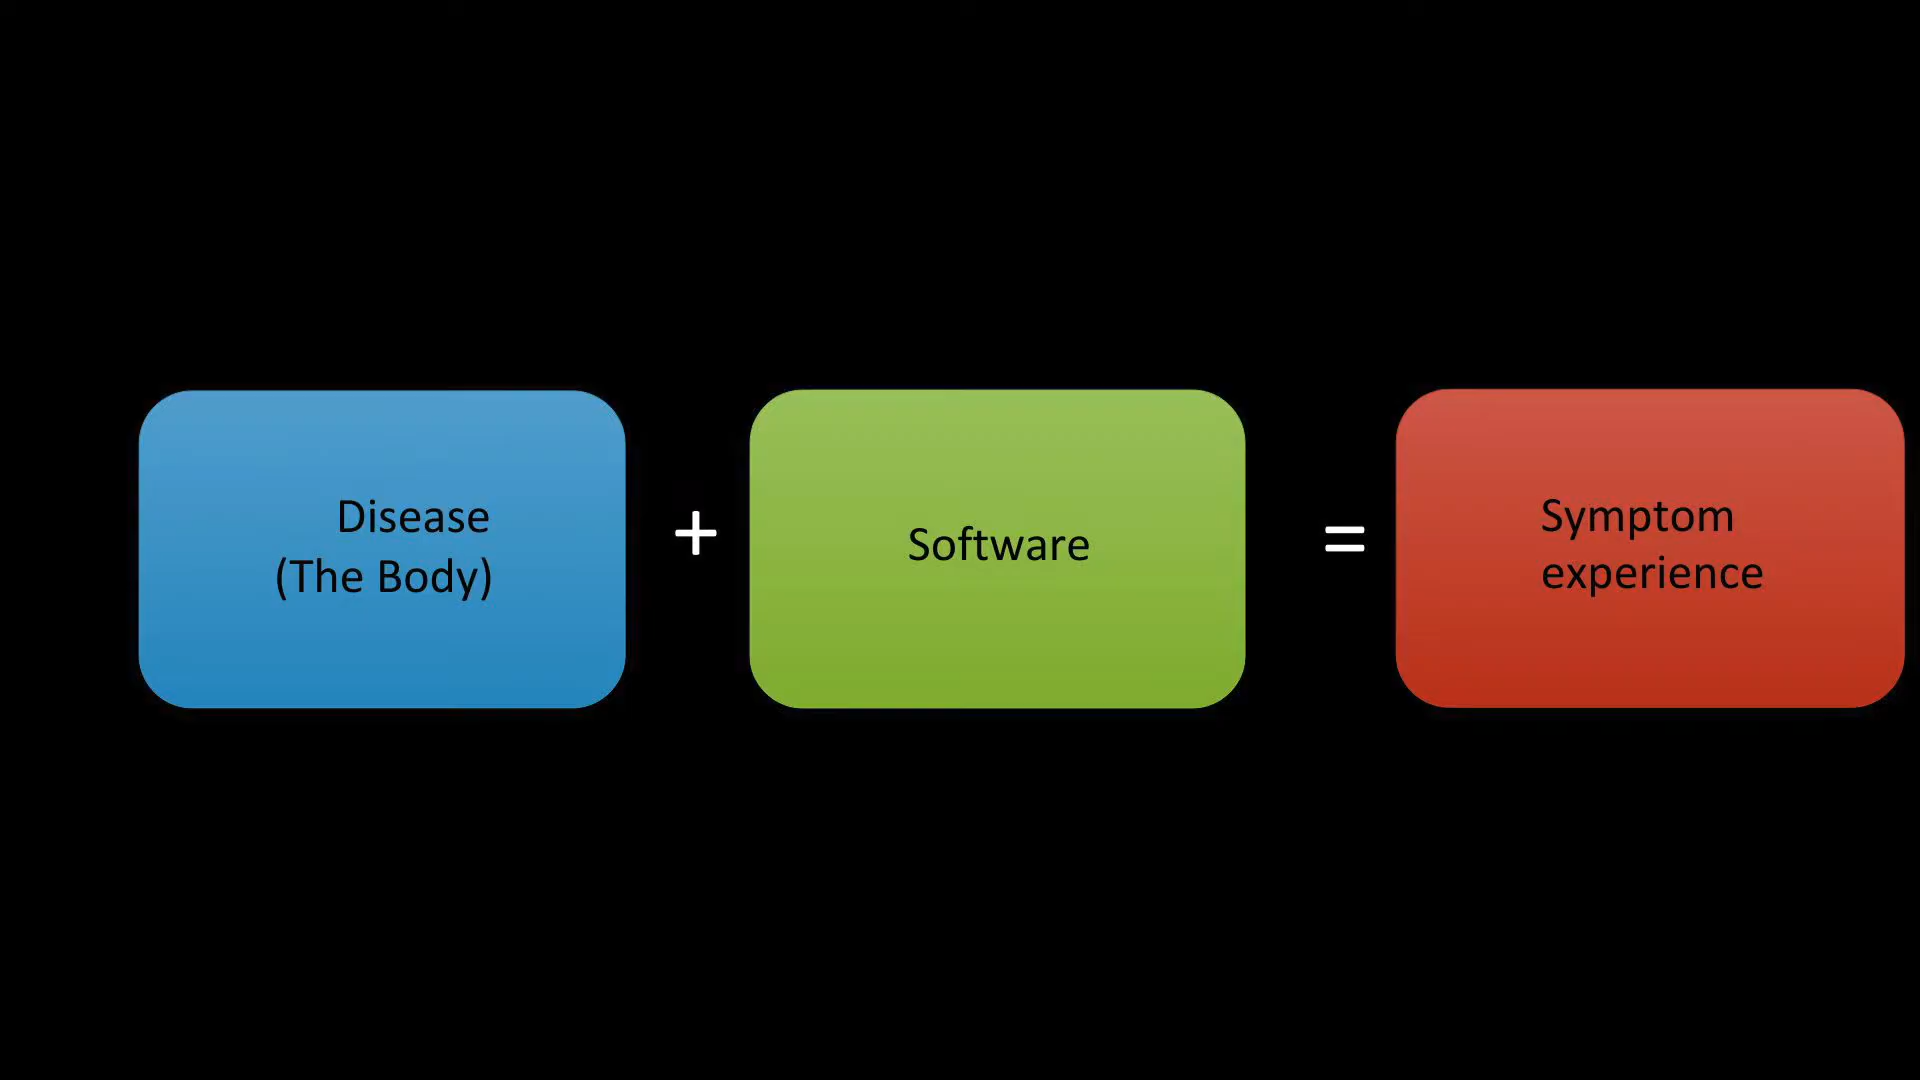 Disease
(The Body)
+
Software
=
Symptom
experience